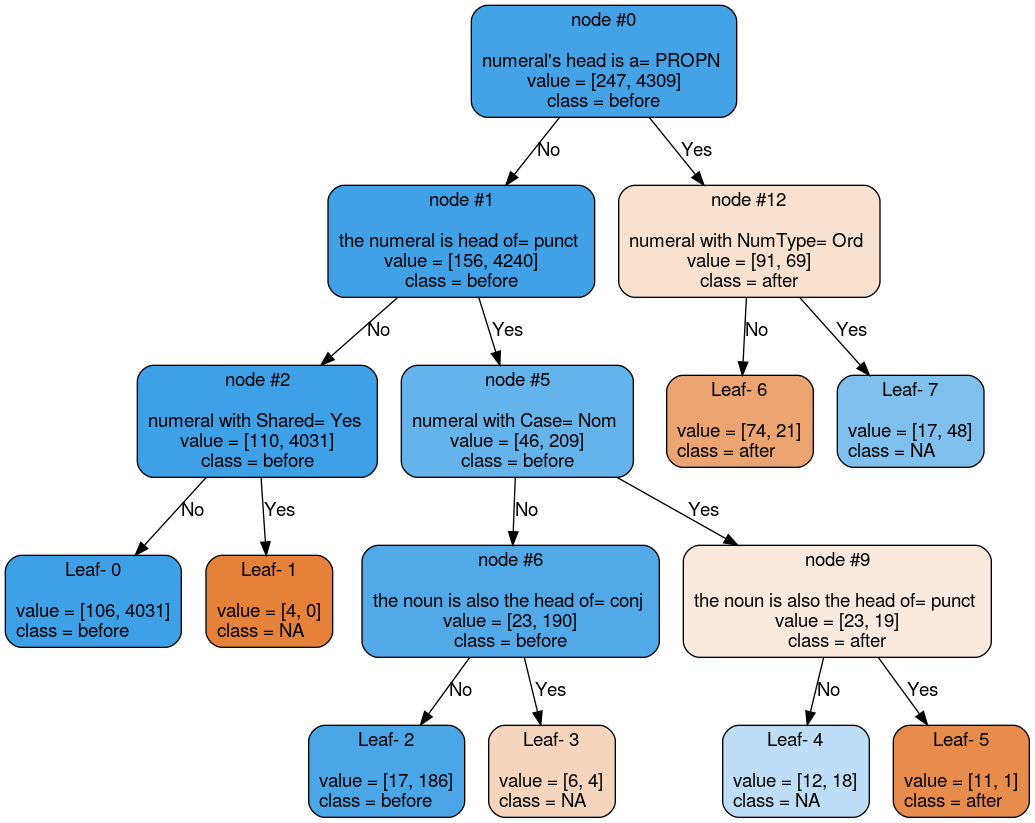 node #0
numeral's head is a= PROPN
value = [247, 4309]
class = before
No
Yes
node #1
the numeral is head of= punct
value = [156, 4240]
class = before
node #12
numeral with NumType= Ord
value = [91, 69]
class = after
No
Yes
No
Yes
node #2
numeral with Shared= Yes
value = [110, 4031]
class = before
node #5
numeral with Case= Nom
value = [46, 209]
class = before
Leaf- 6
value = [74, 21]
class = after
Leaf- 7
value = [17, 48]
class = NA
No
Yes
No
Yes
Leaf- 0
value = [106, 4031]
class = before
Leaf- 1
value = [4, 0]
class = NA
node #6
the noun is also the head of= conj
value = [23, 190]
class = before
node #9
the noun is also the head of= punct
value = [23, 19]
class = after
No
Yes
No
Yes
Leaf- 2
value = [17, 186]
class = before
Leaf- 3
value = [6, 4]
class = NA
Leaf- 4
value = [12, 18]
class = NA
Leaf- 5
value = [11, 1]
class = after